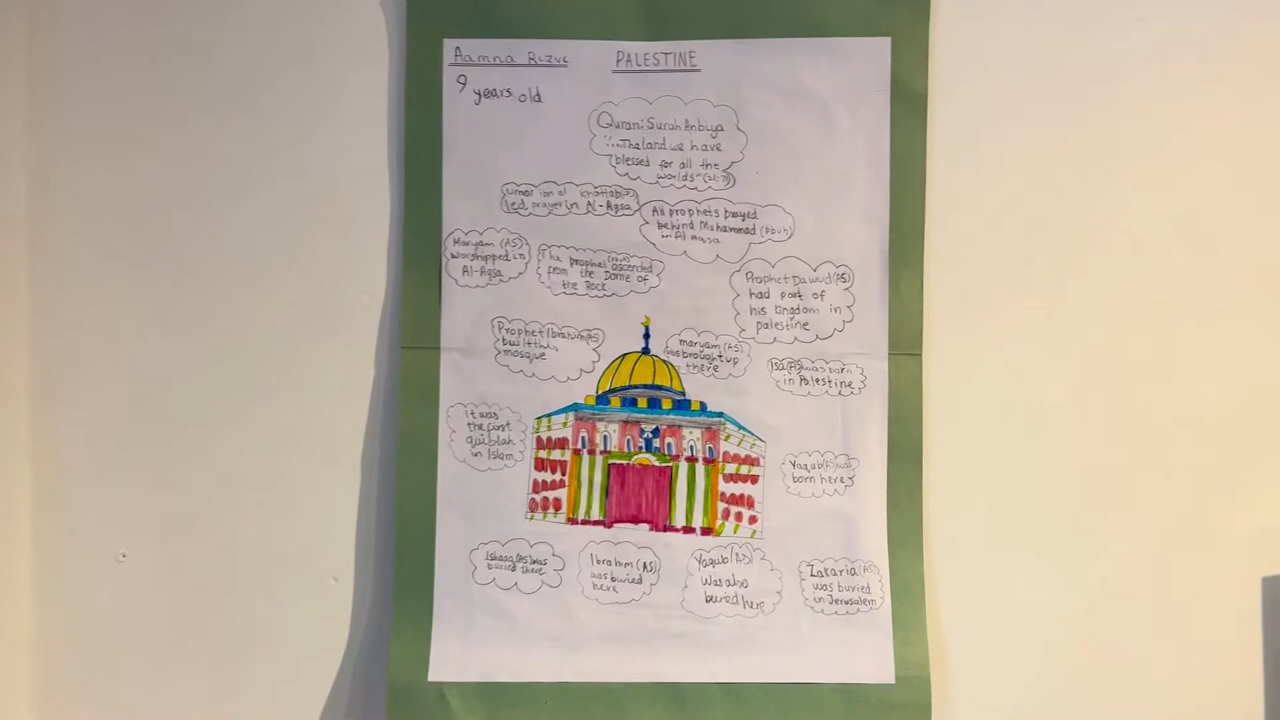 Aamna Rizvi
PALESTINE
9 years old
Quran: Surah Anbiya
"...The land we have
blessed for all the
worlds" (21:71)
Umar ibn al Khattab
led prayer in Al-Aqsa
All prophets prayed
behind Muhammad (pbuh)
in Al Aqsa
Maryam (AS)
worshipped in
Al-Aqsa
The prophet (pbuh) ascended
from the Dome of
the Rock
Prophet Dawud (AS)
had part of
his kingdom in
palestine
Prophet Ibrahim (AS)
built this
mosque
maryam (AS)
was brought up
there
Isa (AS) was born
in Palestine
It was
the first
quiblah
in Islam
Yaqub (AS) was
born here
Ishaaq (AS) was
buried there
Ibrahim (AS)
was buried
here
Yaqub (AS)
was also
buried here
Zakaria (AS)
was buried
in Jerusalem